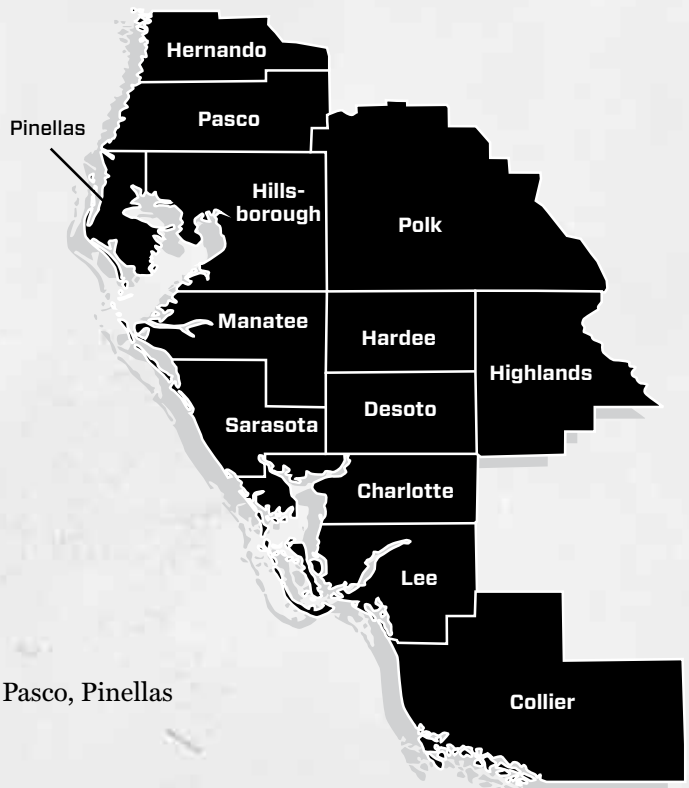 Hernando
Pasco
Pinellas
Hills-
borough
Polk
Manatee
Hardee
Highlands
Desoto
Sarasota
Charlotte
Lee
Pasco, Pinellas
Collier